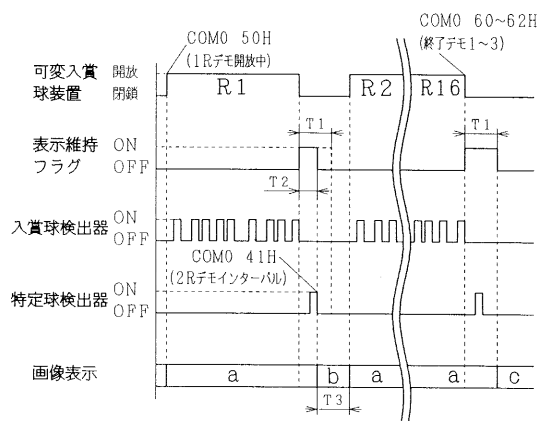 COM0 50H
(1Rデモ開放中)
COM0 60~62H
(終了デモ1~3)
可変入賞 開放
球装置 閉鎖
R1
R2
R16
表示維持 ON
フラグ OFF
T1
T1
T2
入賞球検出器 ON
OFF
COM0 41H
(2Rデモインターバル)
特定球検出器 ON
OFF
画像表示
a
b
a
a
c
T3